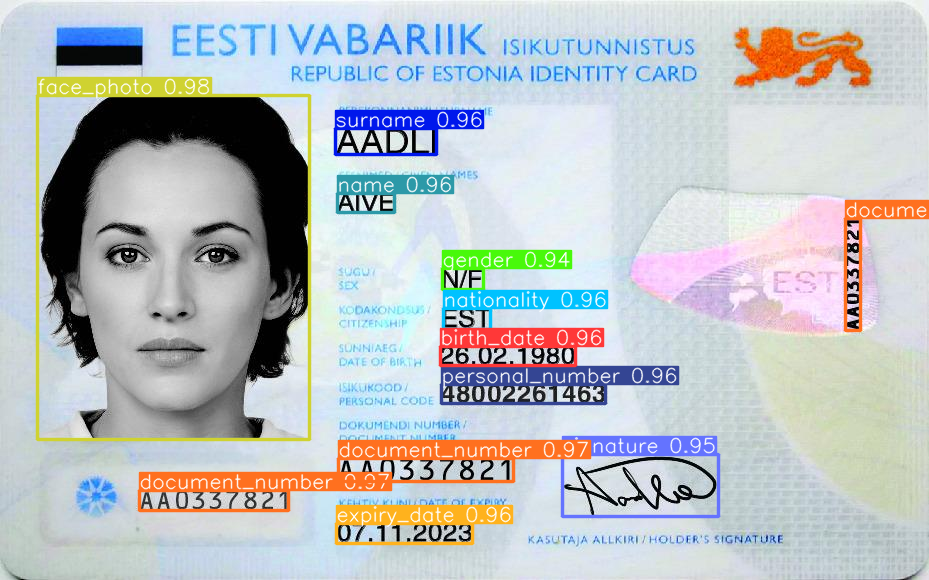 EESTI VABARIIK ISIKUTUNNISTUS
REPUBLIC OF ESTONIA IDENTITY CARD
face_photo 0.98
surname 0.96
AADLI
name 0.96
AIVE
SUGU /
SEX
gender 0.94
N/F
KODAKONDSUS /
CITIZENSHIP
nationality 0.96
EST
SÜNNIAEG /
DATE OF BIRTH
birth_date 0.96
26.02.1980
ISIKUKOOD /
PERSONAL CODE
personal_number 0.96
48002261463
DOKUMENDI NUMBER /
DOCUMENT NUMBER
document_number 0.97
AA0337821
document_number 0.97
AA0337821
KEHTIV KUNI / DATE OF EXPIRY
expiry_date 0.96
07.11.2023
nature 0.95
KASUTAJA ALLKIRI / HOLDER'S SIGNATURE
docume
AA0337821
EST